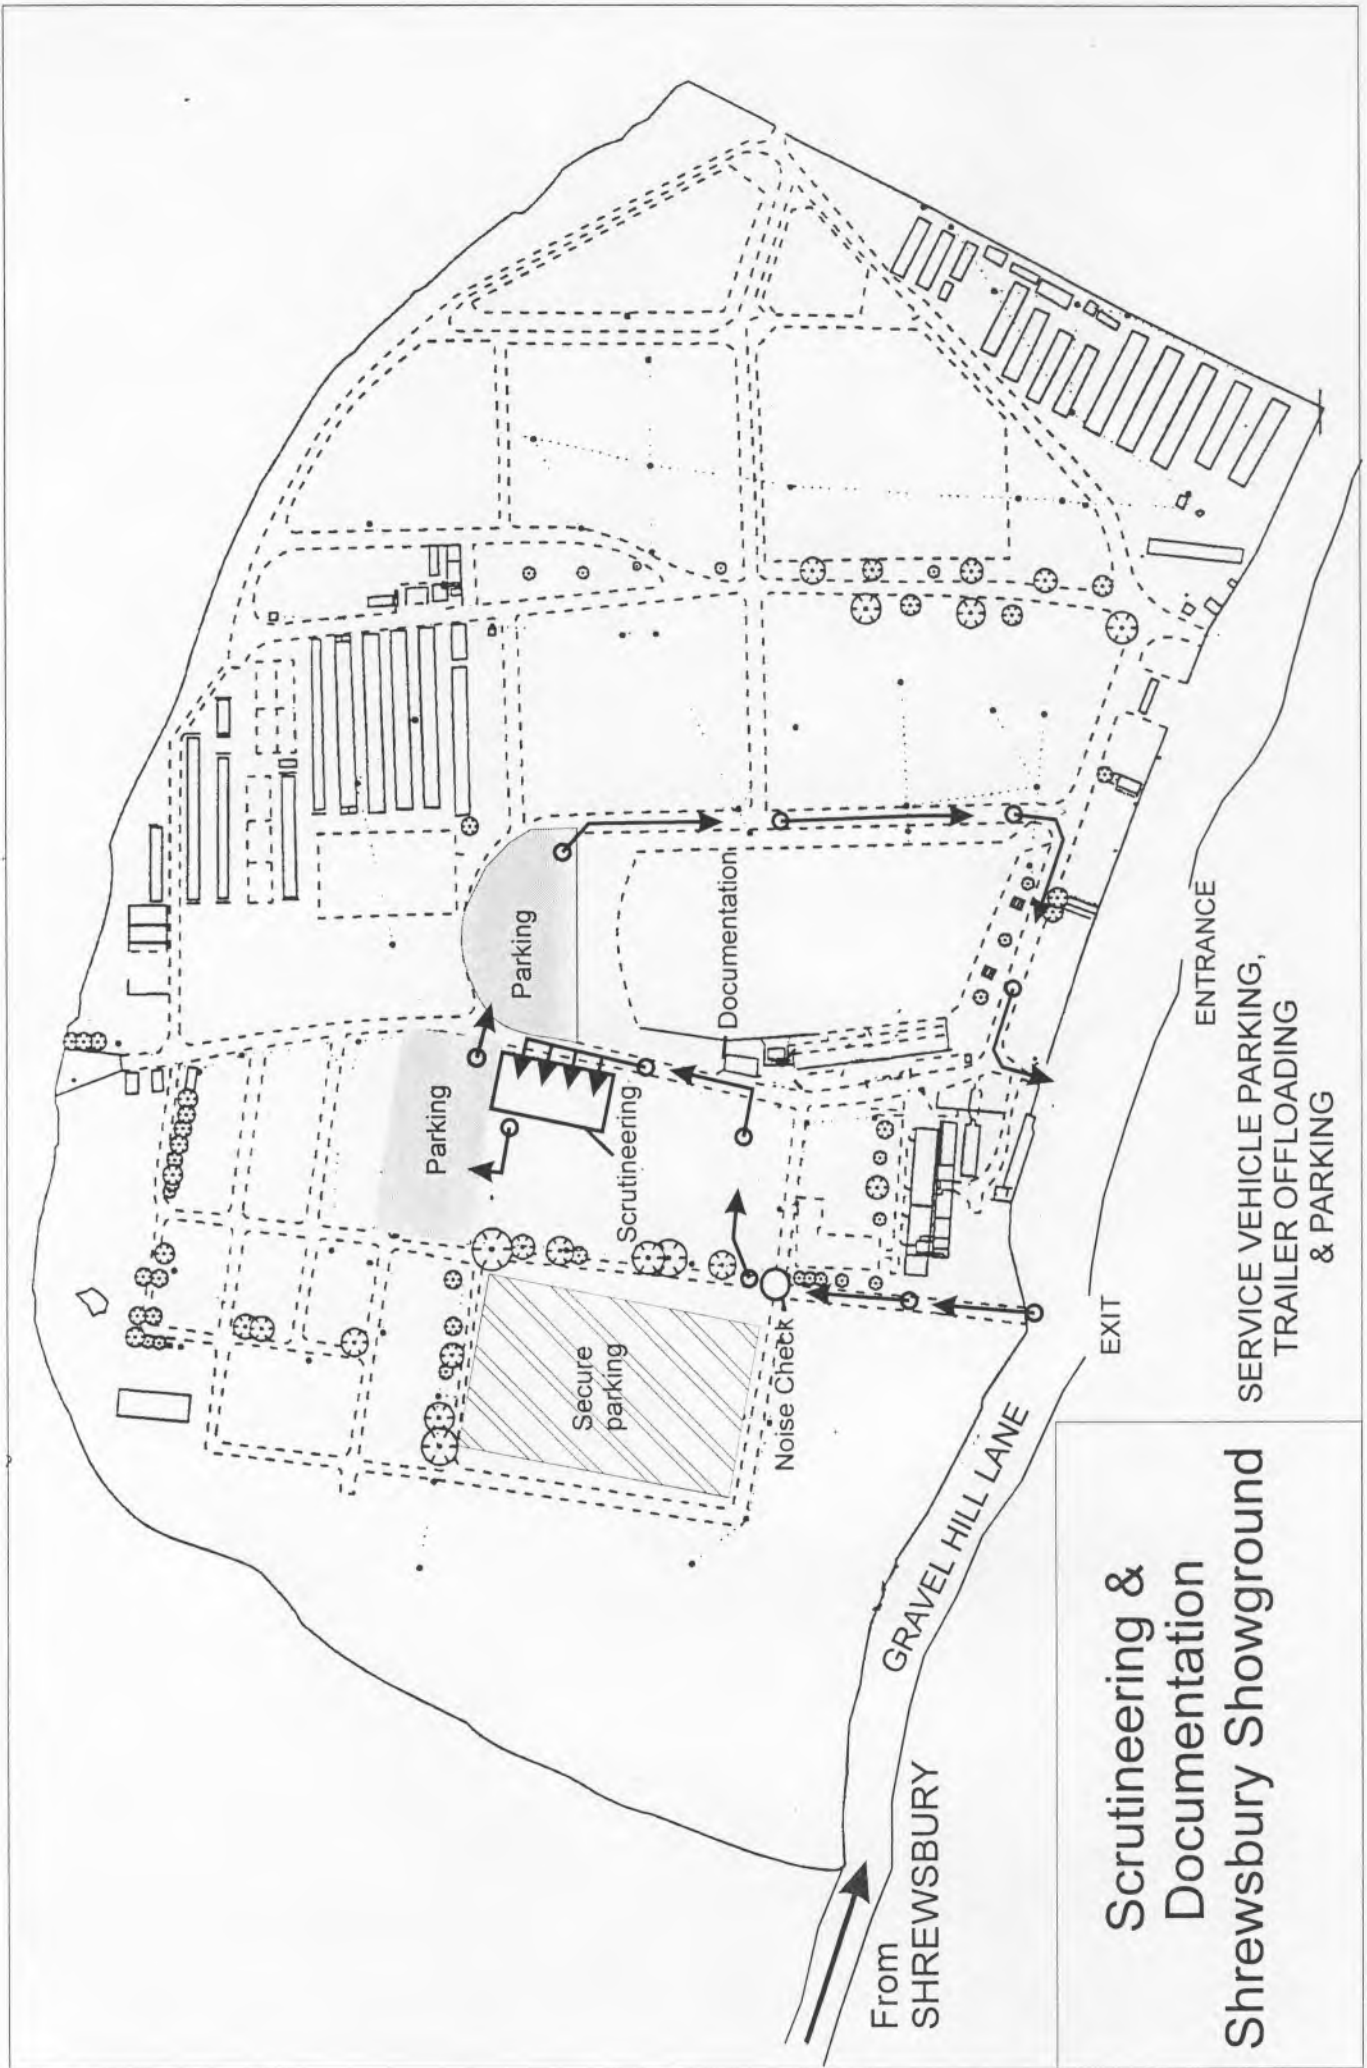 Parking
Parking
Documentation
Scrutineering
Secure
parking
Noise Check
ENTRANCE
EXIT
SERVICE VEHICLE PARKING,
TRAILER OFFLOADING
& PARKING
GRAVEL HILL LANE
From
SHREWSBURY
Scrutineering &
Documentation
Shrewsbury Showground